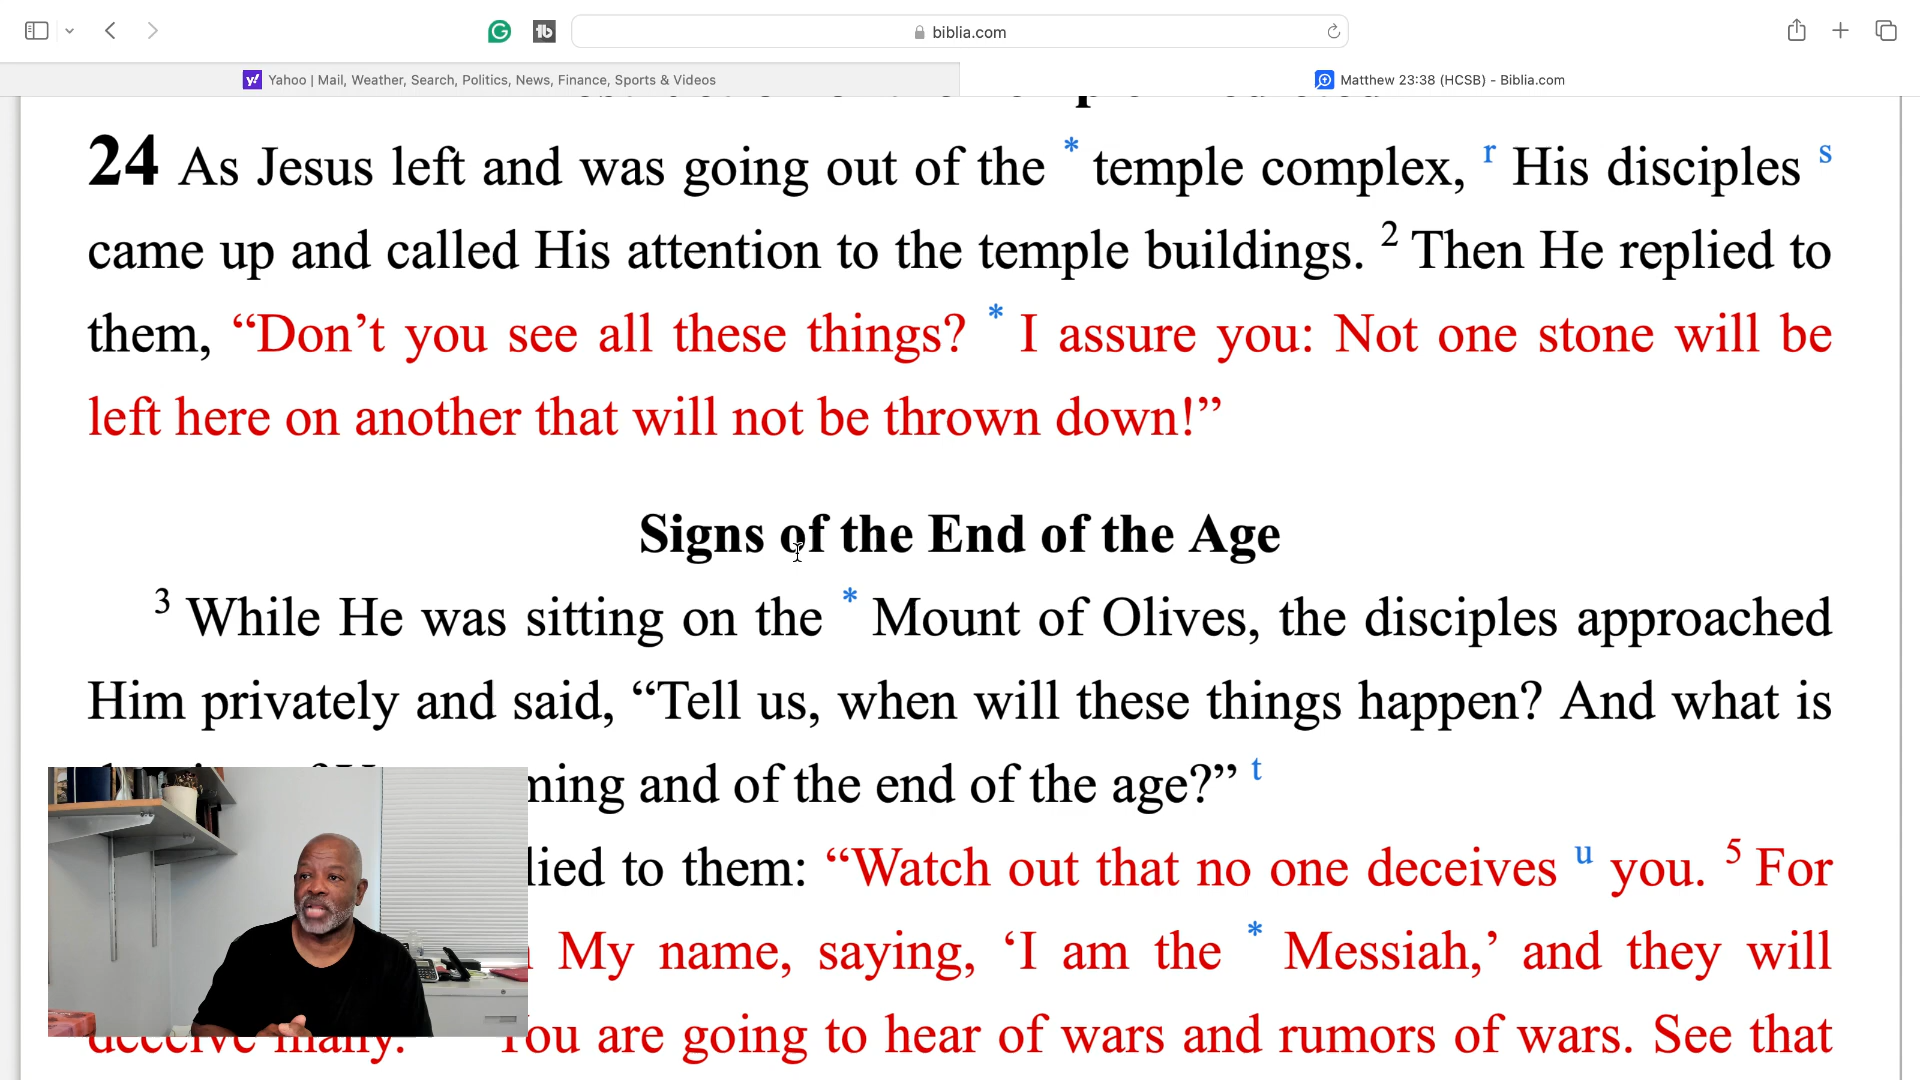 biblia.com
Yahoo | Mail, Weather, Search, Politics, News, Finance, Sports & Videos
Matthew 23:38 (HCSB) - Biblia.com
24 As Jesus left and was going out of the * temple complex, r His disciples s
came up and called His attention to the temple buildings. 2 Then He replied to
them, “Don’t you see all these things? * I assure you: Not one stone will be
left here on another that will not be thrown down!”
Signs of the End of the Age
3 While He was sitting on the * Mount of Olives, the disciples approached
Him privately and said, “Tell us, when will these things happen? And what is
and of the end of the age?” t
to them: “Watch out that no one deceives u you. 5 For
My name, saying, ‘I am the * Messiah,’ and they will
deceive many. You are going to hear of wars and rumors of wars. See that